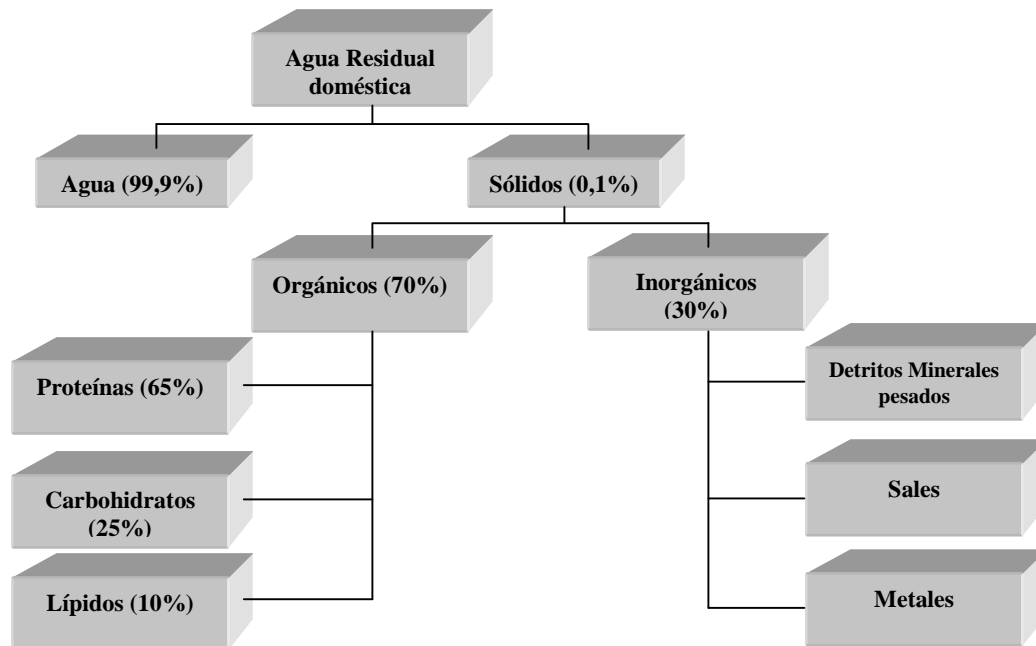 Agua Residual
doméstica
Agua (99,9%)
Sólidos (0,1%)
Orgánicos (70%)
Inorgánicos
(30%)
Proteínas (65%)
Carbohidratos
(25%)
Lípidos (10%)
Detritos Minerales
pesados
Sales
Metales